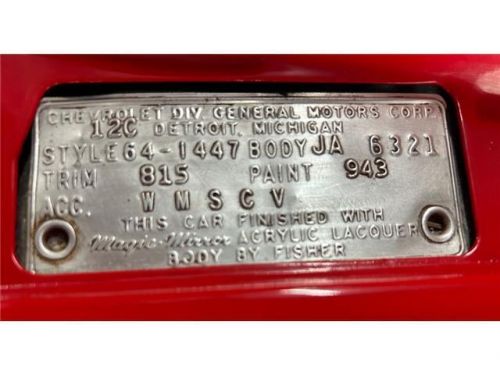 CHEVROLET DIV. GENERAL MOTORS CORP.
12C DETROIT, MICHIGAN
STYLE 64-1447 BODY JA 6321
TRIM 815 PAINT 943
ACC. W M S C V
THIS CAR FINISHED WITH
Magic-Mirror ACRYLIC LACQUER
BODY BY FISHER